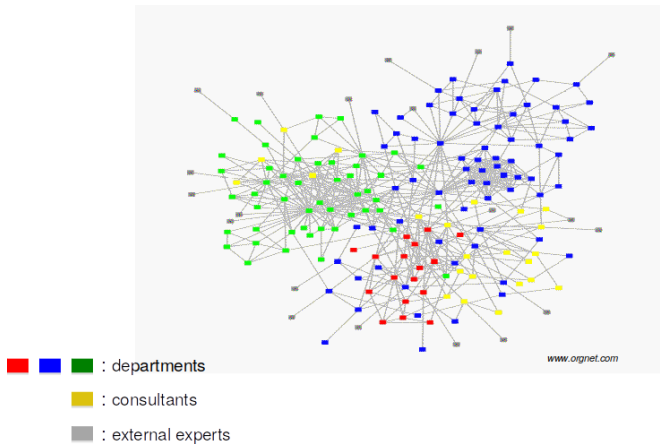 www.orgnet.com
: departments
: consultants
: external experts